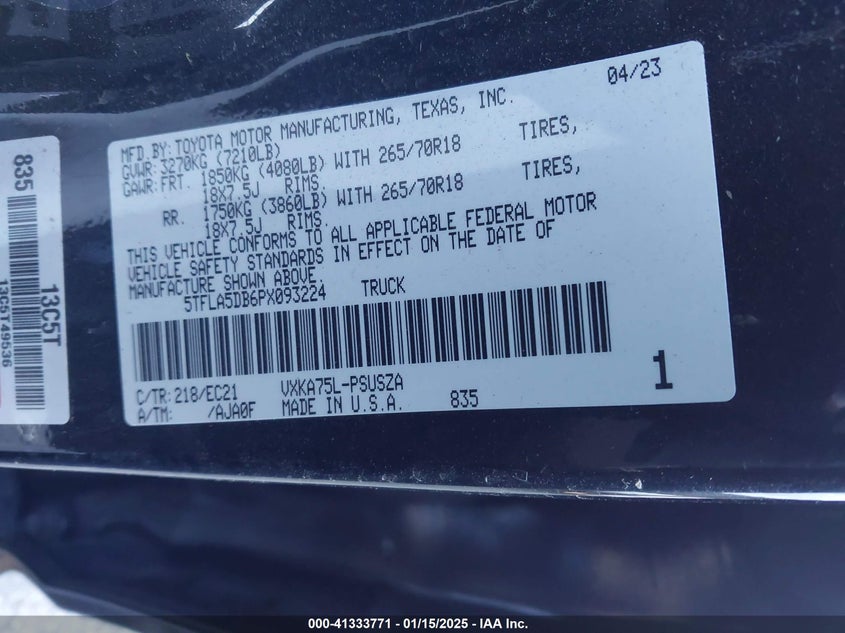 04/23
MFD.BY: TOYOTA MOTOR MANUFACTURING, TEXAS, INC.
GVWR: 3270KG (7210LB)
GAWR: FRT. 1850KG (4080LB) WITH 265/70R18 TIRES,
18X7.5J RIMS,
RR. 1750KG (3860LB) WITH 265/70R18 TIRES,
18X7.5J RIMS.
THIS VEHICLE CONFORMS TO ALL APPLICABLE FEDERAL MOTOR
VEHICLE SAFETY STANDARDS IN EFFECT ON THE DATE OF
MANUFACTURE SHOWN ABOVE.
5TFLA5DB6PX093224 TRUCK
C/TR: 218/EC21 VXKA75L-PSUSZA
A/TM: /AJA0F MADE IN U.S.A. 835
1
835
13C5T
13C5T49536
000-41333771 - 01/15/2025 - IAA Inc.